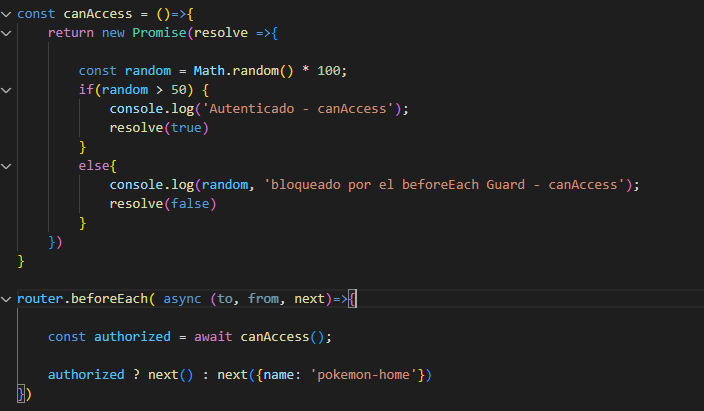 const canAccess = ()=>{
return new Promise(resolve =>{
const random = Math.random() * 100;
if(random > 50) {
console.log('Autenticado - canAccess');
resolve(true)
}
else{
console.log(random, 'bloqueado por el beforeEach Guard - canAccess');
resolve(false)
}
})
}
router.beforeEach( async (to, from, next)=>{
const authorized = await canAccess();
authorized ? next() : next({name: 'pokemon-home'})
})